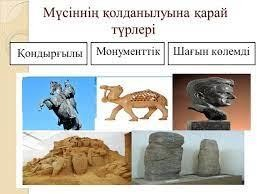 Мүсіннің қолданылуына қарай
түрлері
Қондырғылы
Монументтік
Шағын көлемді